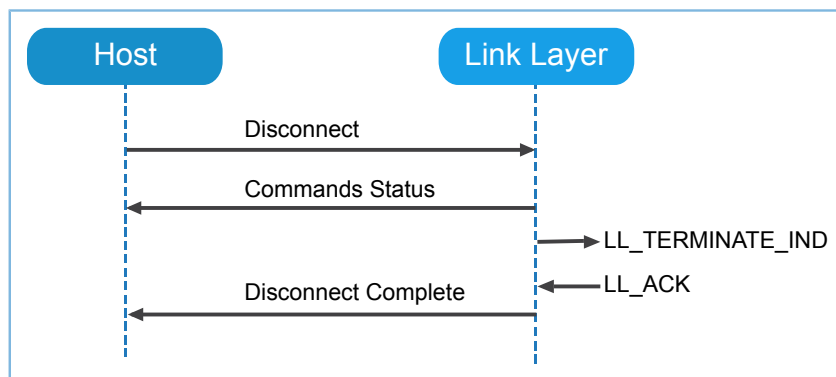 Host
Link Layer
Disconnect
Commands Status
LL_TERMINATE_IND
LL_ACK
Disconnect Complete